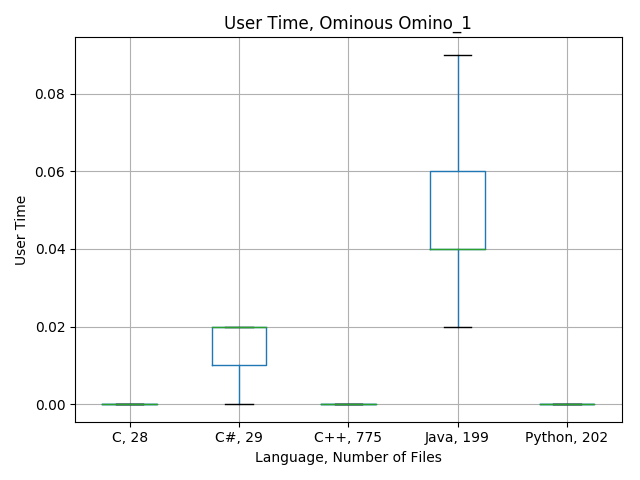 User Time, Ominous Omino_1
0.08
0.06
0.04
0.02
0.00
User Time
C, 28
C#, 29
C++, 775
Java, 199
Python, 202
Language, Number of Files